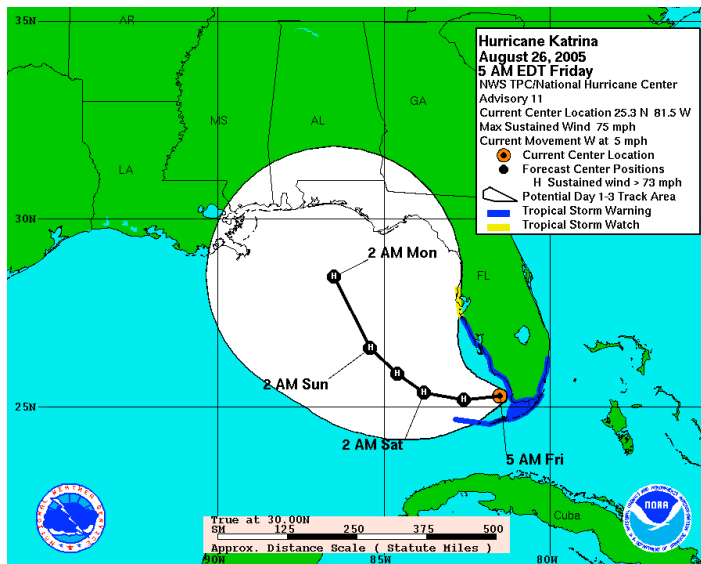 35N
AR
MS
AL
GA
LA
30N
FL
25N
Cuba
90W
85W
80W
Hurricane Katrina
August 26, 2005
5 AM EDT Friday
NWS TPC/National Hurricane Center
Advisory 11
Current Center Location 25.3 N 81.5 W
Max Sustained Wind 75 mph
Current Movement W at 5 mph
Current Center Location
Forecast Center Positions
H Sustained wind > 73 mph
Potential Day 1-3 Track Area
Tropical Storm Warning
Tropical Storm Watch
2 AM Mon
H
2 AM Sun
H
H
H
H
2 AM Sat
5 AM Fri
True at 30.00N
SM 125 250 375 500
Approx. Distance Scale ( Statute Miles )
NATIONAL WEATHER SERVICE
NOAA